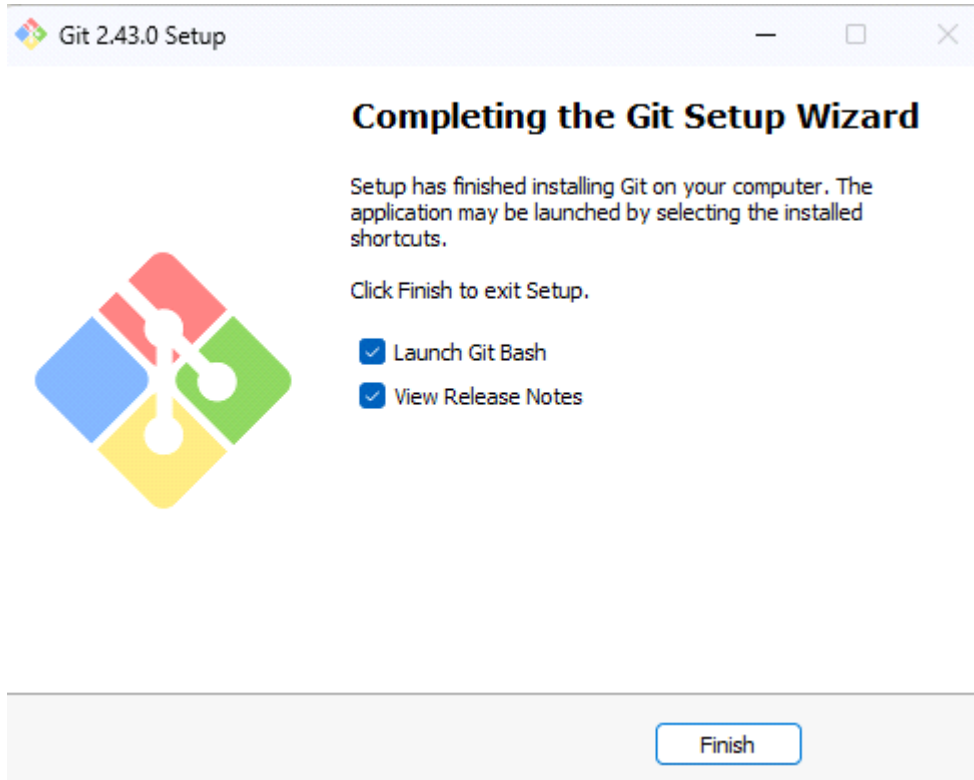 Git 2.43.0 Setup
Completing the Git Setup Wizard
Setup has finished installing Git on your computer. The
application may be launched by selecting the installed
shortcuts.
Click Finish to exit Setup.
Launch Git Bash
View Release Notes
Finish